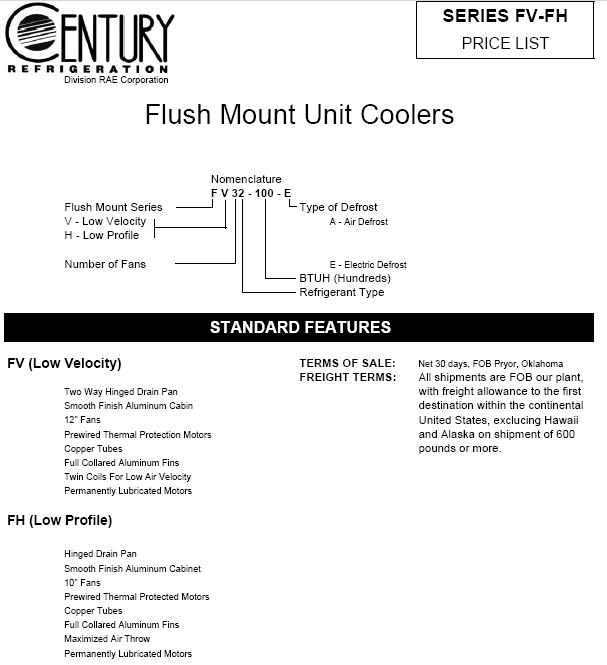 CENTURY
REFRIGERATION
Division RAE Corporation
SERIES FV-FH
PRICE LIST
Flush Mount Unit Coolers
Nomenclature
F V 32 - 100 - E
Flush Mount Series
V - Low Velocity
H - Low Profile
Number of Fans
Type of Defrost
A - Air Defrost
E - Electric Defrost
BTUH (Hundreds)
Refrigerant Type
STANDARD FEATURES
FV (Low Velocity)
Two Way Hinged Drain Pan
Smooth Finish Aluminum Cabin
12" Fans
Prewired Thermal Protection Motors
Copper Tubes
Full Collared Aluminum Fins
Twin Coils For Low Air Velocity
Permanently Lubricated Motors
TERMS OF SALE: Net 30 days, FOB Pryor, Oklahoma
FREIGHT TERMS: All shipments are FOB our plant,
with freight allowance to the first
destination within the continental
United States, exclucing Hawaii
and Alaska on shipment of 600
pounds or more.
FH (Low Profile)
Hinged Drain Pan
Smooth Finish Aluminum Cabinet
10" Fans
Prewired Thermal Protected Motors
Copper Tubes
Full Collared Aluminum Fins
Maximized Air Throw
Permanently Lubricated Motors